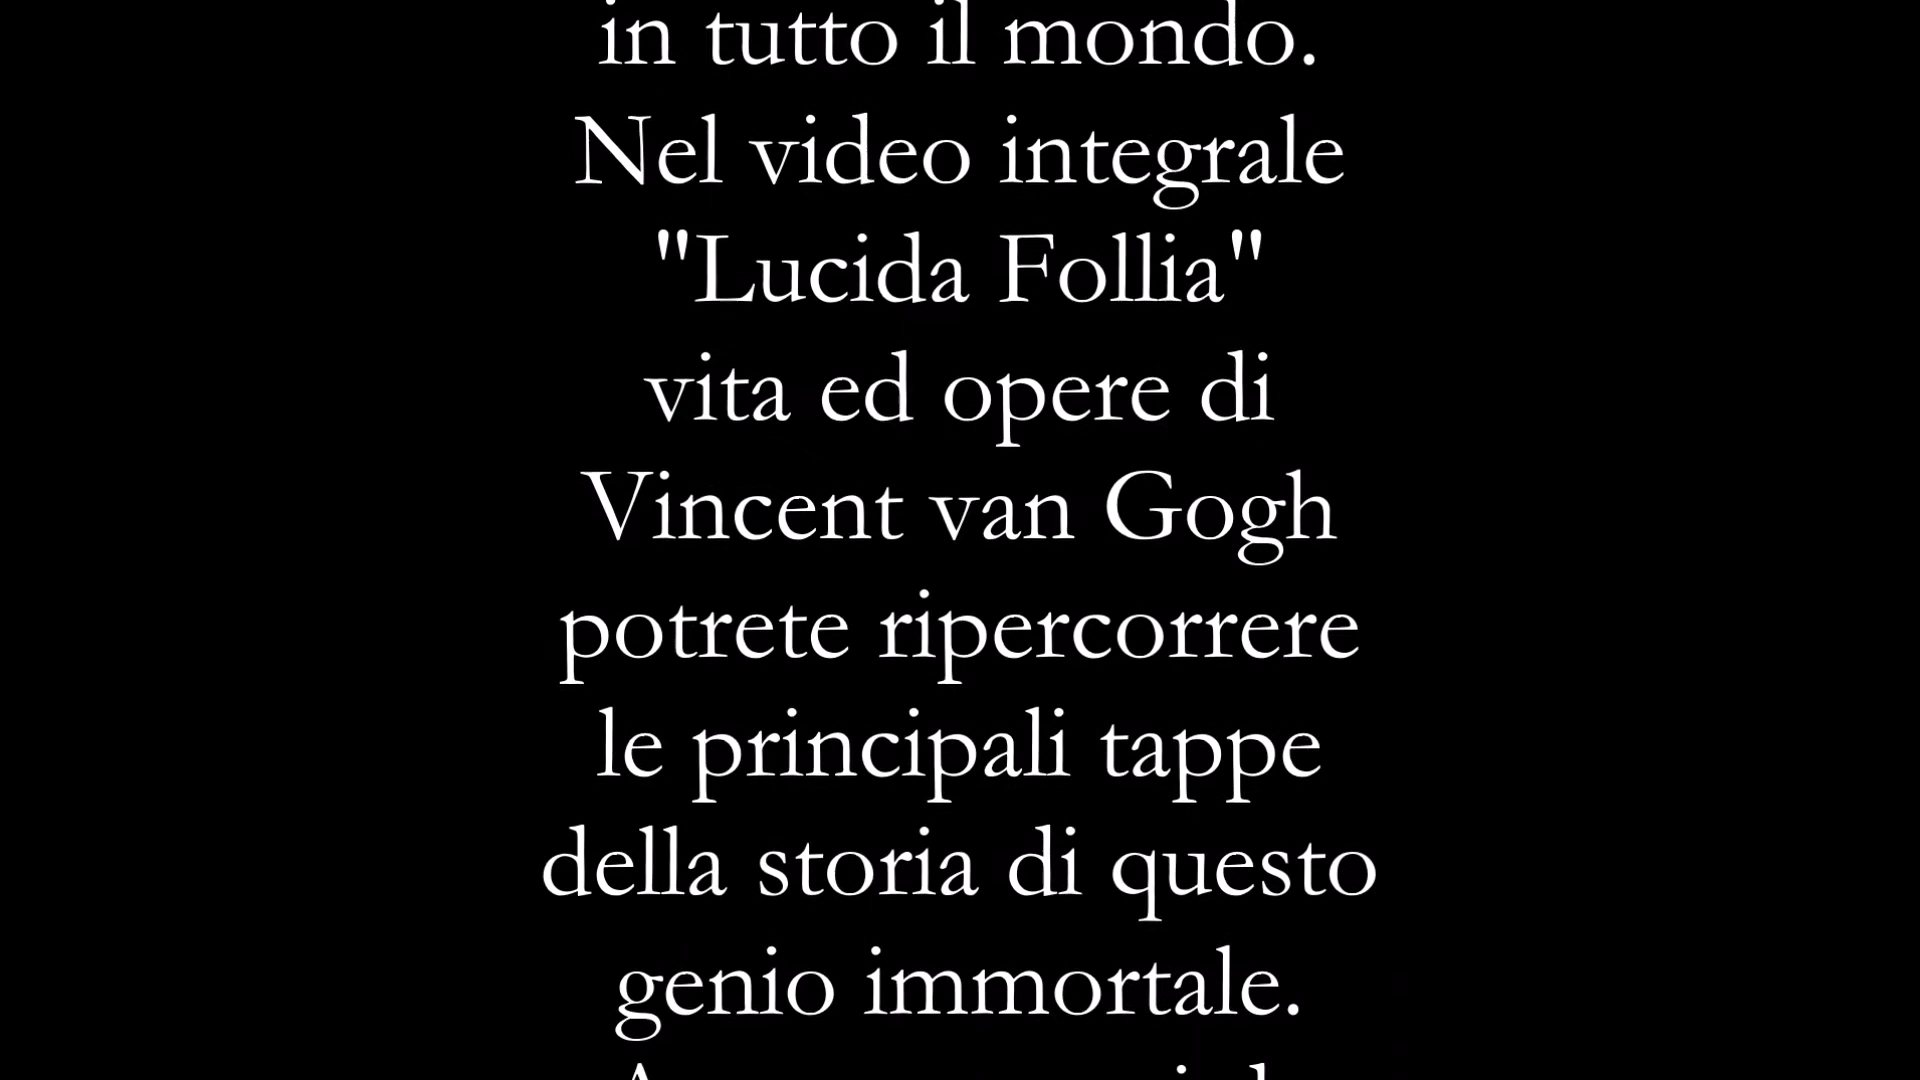 in tutto il mondo.
Nel video integrale
"Lucida Follia"
vita ed opere di
Vincent van Gogh
potrete ripercorrere
le principali tappe
della storia di questo
genio immortale.